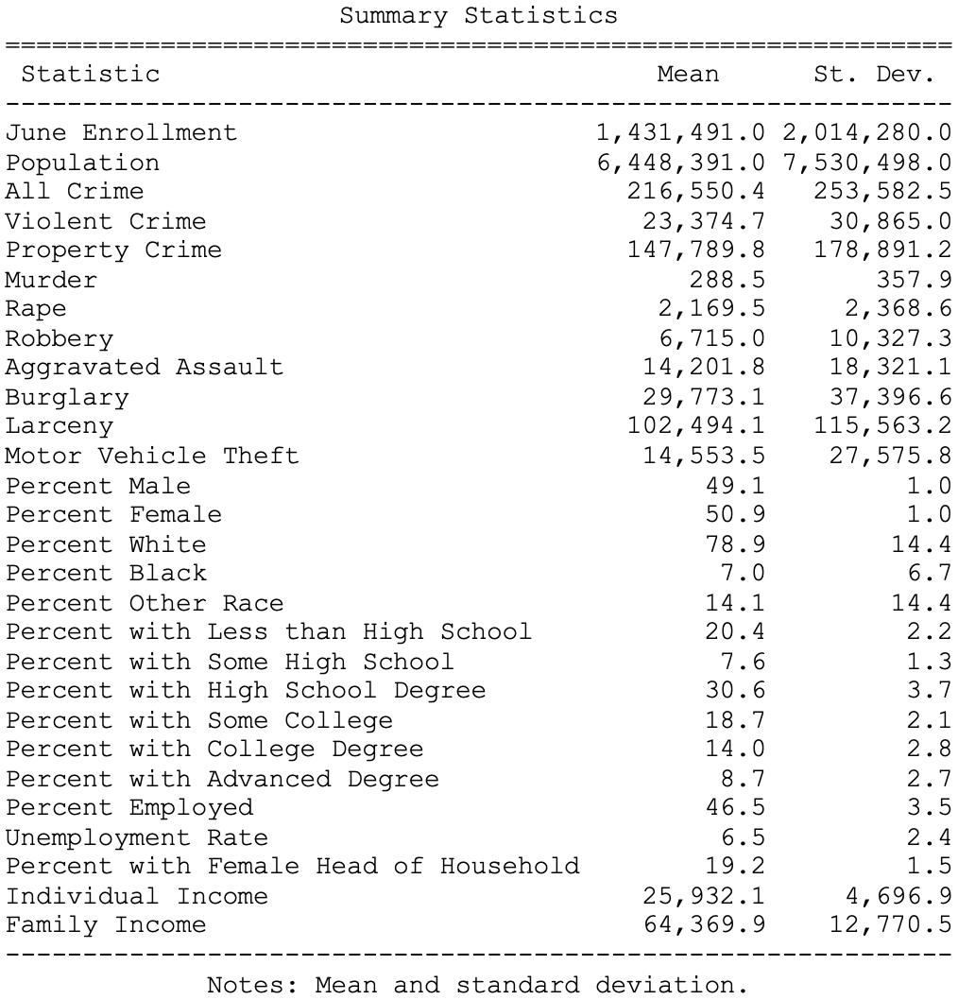 Summary Statistics
=============================================================
Statistic Mean St. Dev.
-------------------------------------------------------------
June Enrollment 1,431,491.0 2,014,280.0
Population 6,448,391.0 7,530,498.0
All Crime 216,550.4 253,582.5
Violent Crime 23,374.7 30,865.0
Property Crime 147,789.8 178,891.2
Murder 288.5 357.9
Rape 2,169.5 2,368.6
Robbery 6,715.0 10,327.3
Aggravated Assault 14,201.8 18,321.1
Burglary 29,773.1 37,396.6
Larceny 102,494.1 115,563.2
Motor Vehicle Theft 14,553.5 27,575.8
Percent Male 49.1 1.0
Percent Female 50.9 1.0
Percent White 78.9 14.4
Percent Black 7.0 6.7
Percent Other Race 14.1 14.4
Percent with Less than High School 20.4 2.2
Percent with Some High School 7.6 1.3
Percent with High School Degree 30.6 3.7
Percent with Some College 18.7 2.1
Percent with College Degree 14.0 2.8
Percent with Advanced Degree 8.7 2.7
Percent Employed 46.5 3.5
Unemployment Rate 6.5 2.4
Percent with Female Head of Household 19.2 1.5
Individual Income 25,932.1 4,696.9
Family Income 64,369.9 12,770.5
-------------------------------------------------------------
Notes: Mean and standard deviation.